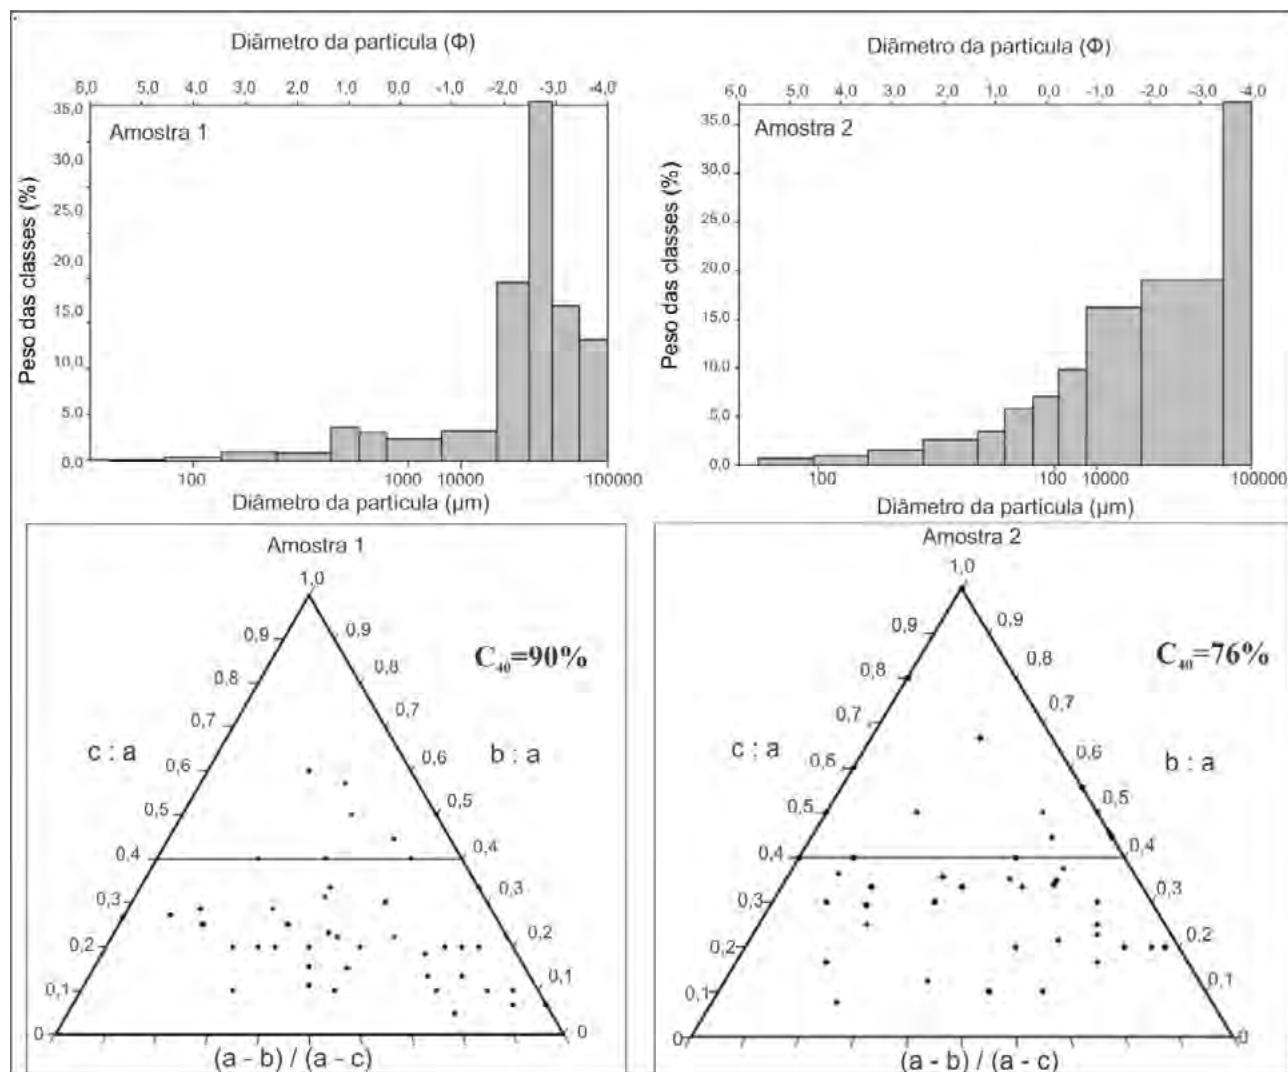 Diâmetro da particula (Φ)
6,0 5,0 4,0 3,0 2,0 1,0 0,0 -1,0 -2,0 -3,0 -4,0
35,0
Amostra 1
30,0
25,0
20,0
15,0
10,0
5,0
0,0
Peso das classes (%)
100 1000 10000 100000
Diâmetro da particula (μm)
Diâmetro da particula (Φ)
6,0 5,0 4,0 3,0 2,0 1,0 0,0 -1,0 -2,0 -3,0 -4,0
35,0
Amostra 2
30,0
25,0
20,0
15,0
10,0
5,0
0,0
Peso das classes (%)
100 100 10000 100000
Diâmetro da particula (μm)
Amostra 1
1,0
0,9 0,9
C₄₀=90%
0,8 0,8
0,7 0,7
c : a b : a
0,6 0,6
0,5 0,5
0,4 0,4
0,3 0,3
0,2 0,2
0,1 0,1
0 0
(a - b) / (a - c)
Amostra 2
1,0
0,9 0,9
C₄₀=76%
0,8 0,8
0,7 0,7
c : a b : a
0,6 0,6
0,5 0,5
0,4 0,4
0,3 0,3
0,2 0,2
0,1 0,1
0 0
(a - b) / (a - c)